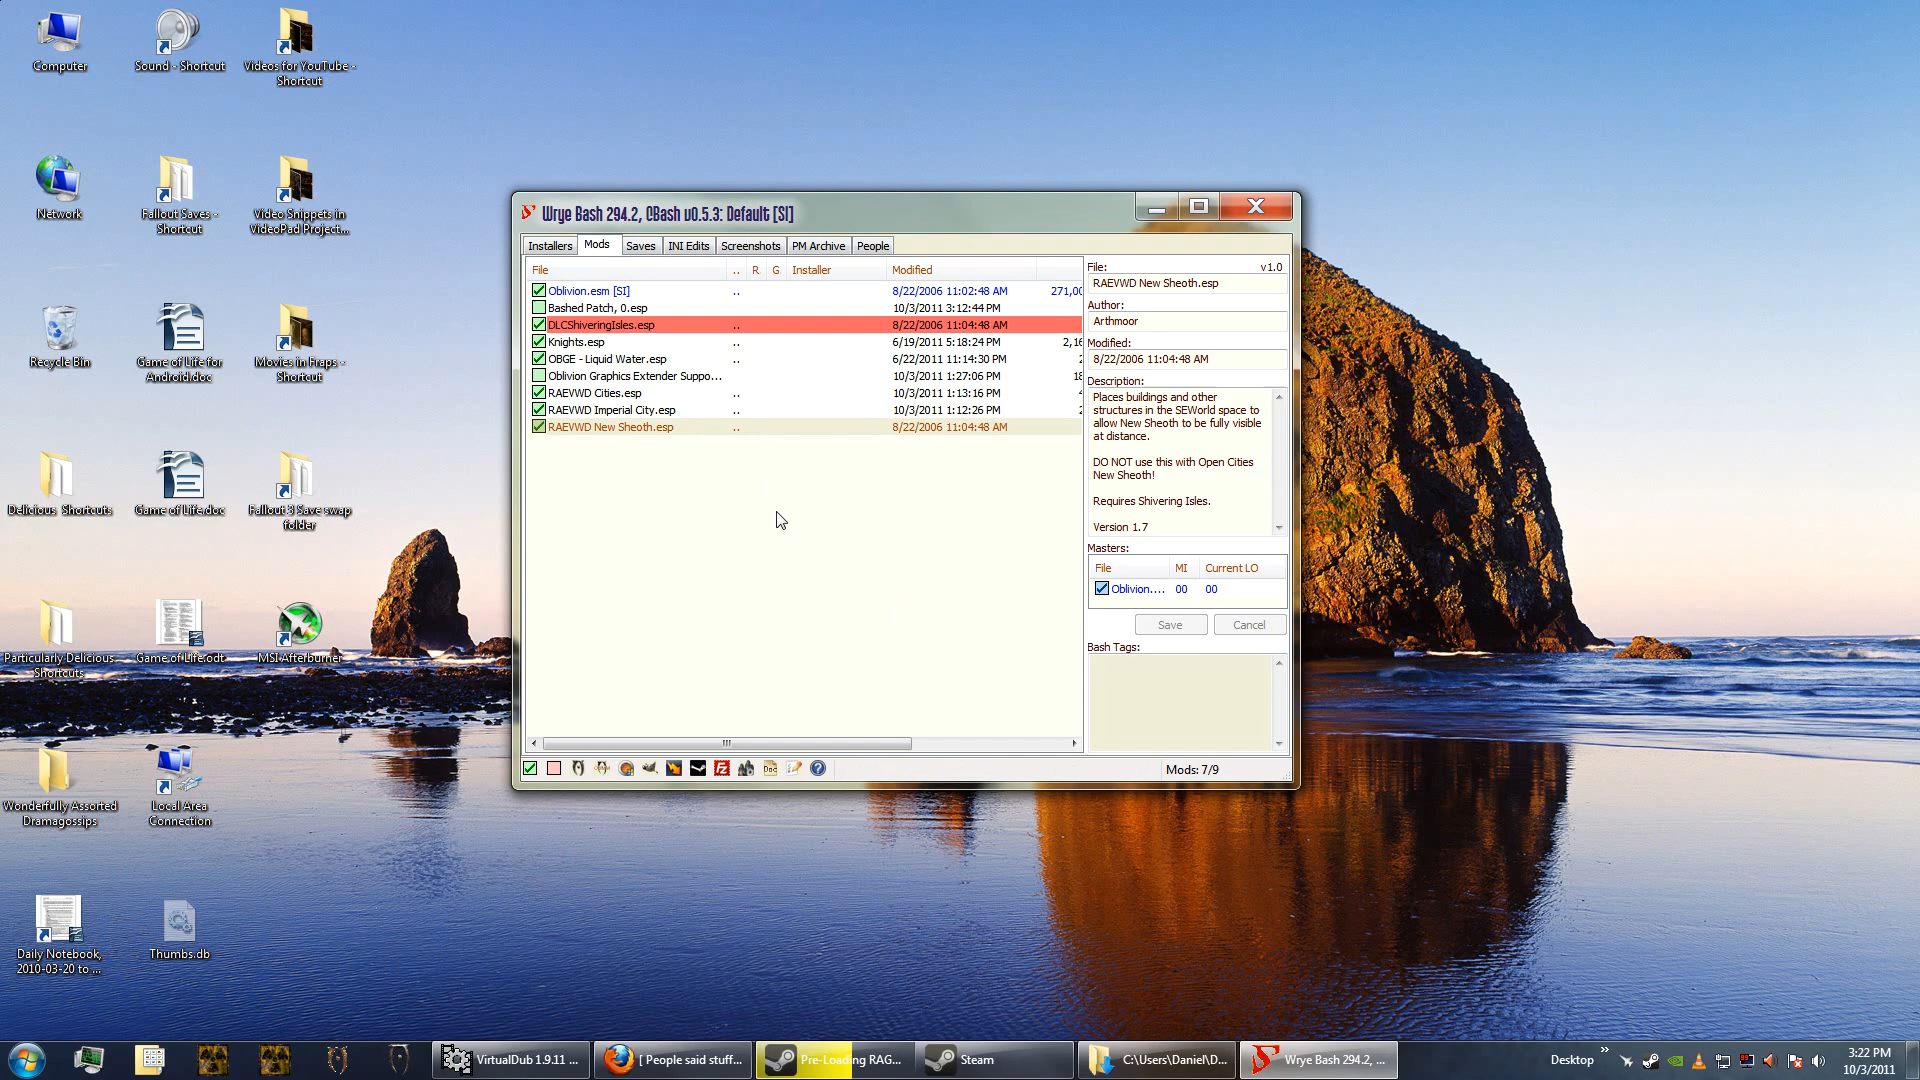 Computer
Sound - Shortcut
Videos for YouTube -
Shortcut
Network
Fallout Saves -
Shortcut
Video Snippets in
VideoPad Project...
Recycle Bin
Game of Life for
Android.doc
Movies in Fraps -
Shortcut
Delicious Shortcuts
Game of Life.doc
Fallout 3 Save swap
folder
Particularly Delicious
Shortcuts
Game of Life.odt
MSI Afterburner
Wonderfully Assorted
Dramagossips
Local Area
Connection
Daily Notebook,
2010-03-20 to ...
Thumbs.db
Wrye Bash 294.2, CBash v0.5.3: Default [SI]
Installers Mods Saves INI Edits Screenshots PM Archive People
File .. R. G. Installer Modified
Oblivion.esm [SI] .. 8/22/2006 11:02:48 AM 271,00
Bashed Patch, 0.esp 10/3/2011 3:12:44 PM
DLCShiveringIsles.esp .. 8/22/2006 11:04:48 AM
Knights.esp .. 6/19/2011 5:18:24 PM 2,16
OBGE - Liquid Water.esp .. 6/22/2011 11:14:30 PM 2
Oblivion Graphics Extender Suppo... 10/3/2011 1:27:06 PM 18
RAEVWD Cities.esp .. 10/3/2011 1:13:16 PM
RAEVWD Imperial City.esp .. 10/3/2011 1:12:26 PM 2
RAEVWD New Sheoth.esp .. 8/22/2006 11:04:48 AM
File: v1.0
RAEVWD New Sheoth.esp
Author:
Arthmoor
Modified:
8/22/2006 11:04:48 AM
Description:
Places buildings and other
structures in the SEWorld space to
allow New Sheoth to be fully visible
at distance.
DO NOT use this with Open Cities
New Sheoth!
Requires Shivering Isles.
Version 1.7
Masters:
File MI Current LO
Oblivion.... 00 00
Save Cancel
Bash Tags:
Doc
Mods: 7/9
VirtualDub 1.9.11 ...
[ People said stuff...
Pre-Loading RAG...
Steam
C:\Users\Daniel\D...
Wrye Bash 294.2, ...
Desktop »
3:22 PM
10/3/2011